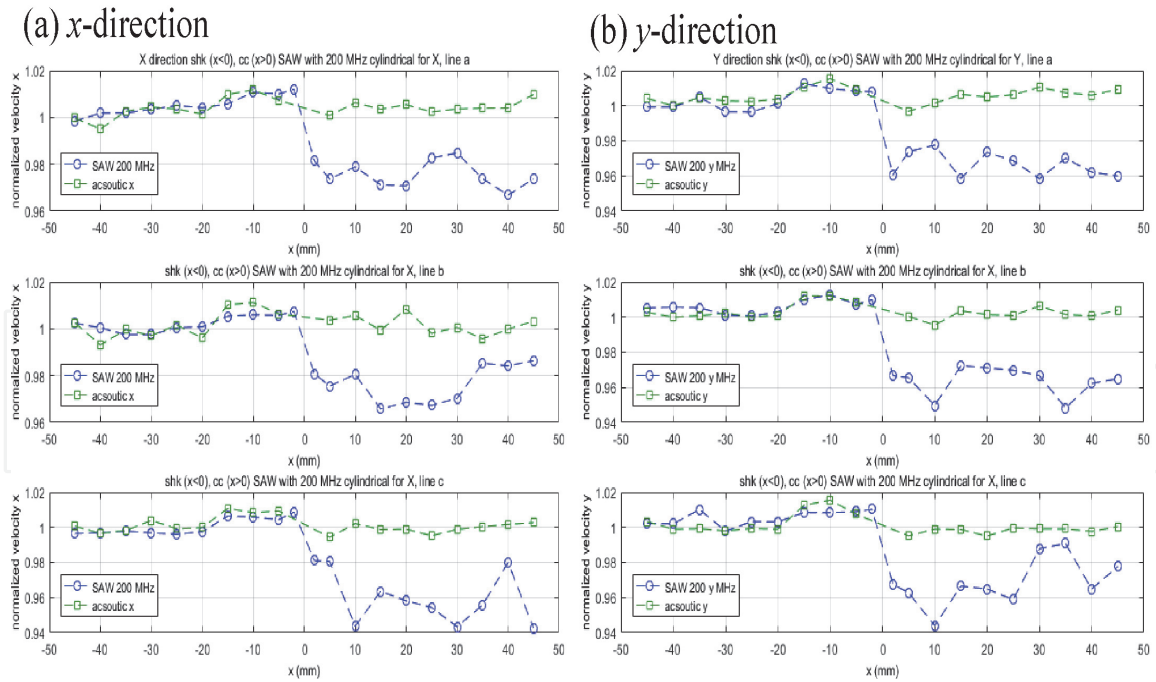 (a) x-direction
X direction shk (x<0), cc (x>0) SAW with 200 MHz cylindrical for X, line a
normalized velocity x
1.02
1
0.98
0.96
SAW 200 MHz
acsoutic x
-50 -40 -30 -20 -10 0 10 20 30 40 50
x (mm)
shk (x<0), cc (x>0) SAW with 200 MHz cylindrical for X, line b
normalized velocity x
1.02
1
0.98
0.96
SAW 200 MHz
acsoutic x
-50 -40 -30 -20 -10 0 10 20 30 40 50
x (mm)
shk (x<0), cc (x>0) SAW with 200 MHz cylindrical for X, line c
normalized velocity x
1.02
1
0.98
0.96
0.94
SAW 200 MHz
acsoutic x
-50 -40 -30 -20 -10 0 10 20 30 40 50
x (mm)
(b) y-direction
Y direction shk (x<0), cc (x>0) SAW with 200 MHz cylindrical for Y, line a
normalized velocity y
1.02
1
0.98
0.96
0.94
SAW 200 y MHz
acsoutic y
-50 -40 -30 -20 -10 0 10 20 30 40 50
x (mm)
shk (x<0), cc (x>0) SAW with 200 MHz cylindrical for X, line b
normalized velocity y
1.02
1
0.98
0.96
0.94
SAW 200 y MHz
acsoutic y
-50 -40 -30 -20 -10 0 10 20 30 40 50
x (mm)
shk (x<0), cc (x>0) SAW with 200 MHz cylindrical for X, line c
normalized velocity y
1.02
1
0.98
0.96
0.94
SAW 200 y MHz
acsoutic y
-50 -40 -30 -20 -10 0 10 20 30 40 50
x (mm)